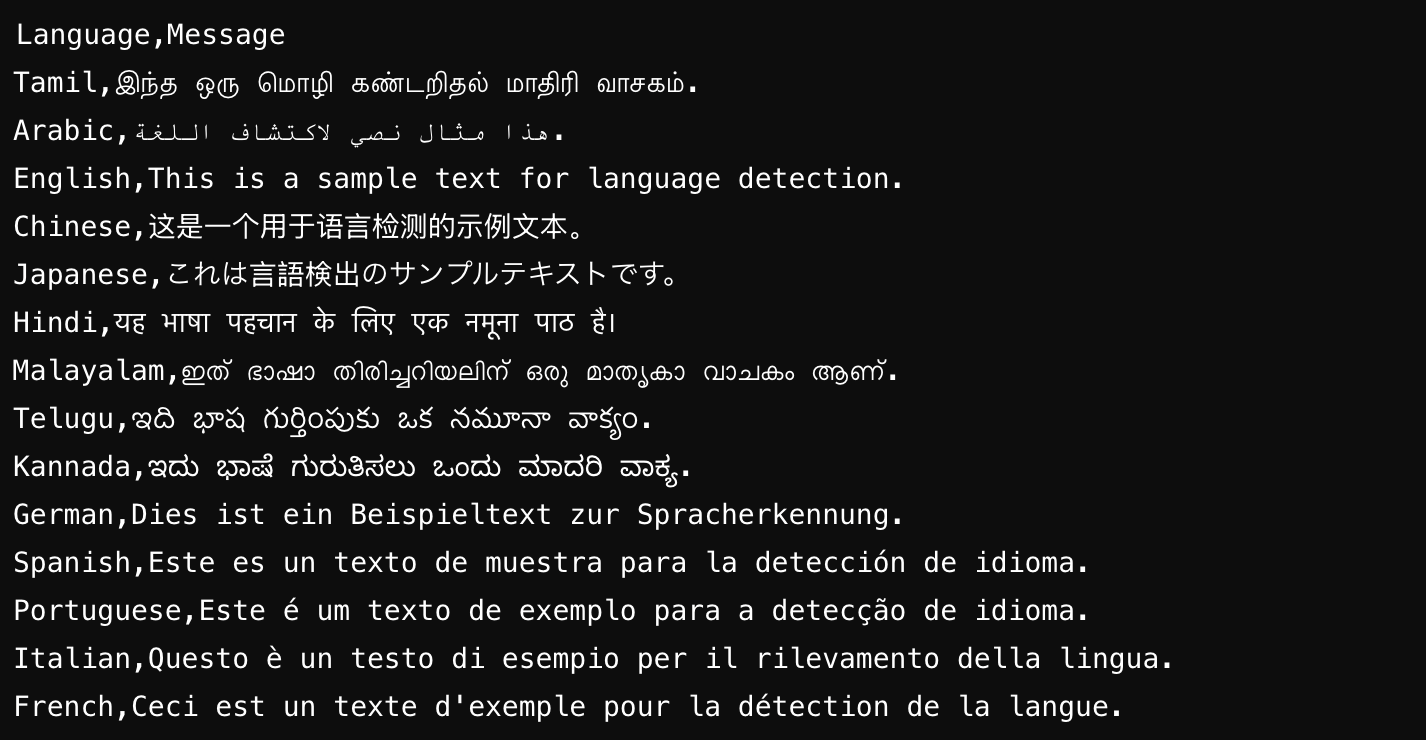 Language,Message
Tamil,இந்த ஒரு மொழி கண்டறிதல் மாதிரி வாசகம்.
Arabic,هذا مثال نصي لاكتشاف اللغة.
English,This is a sample text for language detection.
Chinese,这是一个用于语言检测的示例文本。
Japanese,これは言語検出のサンプルテキストです。
Hindi,यह भाषा पहचान के लिए एक नमूना पाठ है।
Malayalam,ഇത് ഭാഷാ തിരിച്ചറിയലിന് ഒരു മാതൃകാ വാചകം ആണ്.
Telugu,ఇది భాష గుర్తింపుకు ఒక నమూనా వాక్యం.
Kannada,ಇದು ಭಾಷೆ ಗುರುತಿಸಲು ಒಂದು ಮಾದರಿ ವಾಕ್ಯ.
German,Dies ist ein Beispieltext zur Spracherkennung.
Spanish,Este es un texto de muestra para la detección de idioma.
Portuguese,Este é um texto de exemplo para a detecção de idioma.
Italian,Questo è un testo di esempio per il rilevamento della lingua.
French,Ceci est un texte d'exemple pour la détection de la langue.